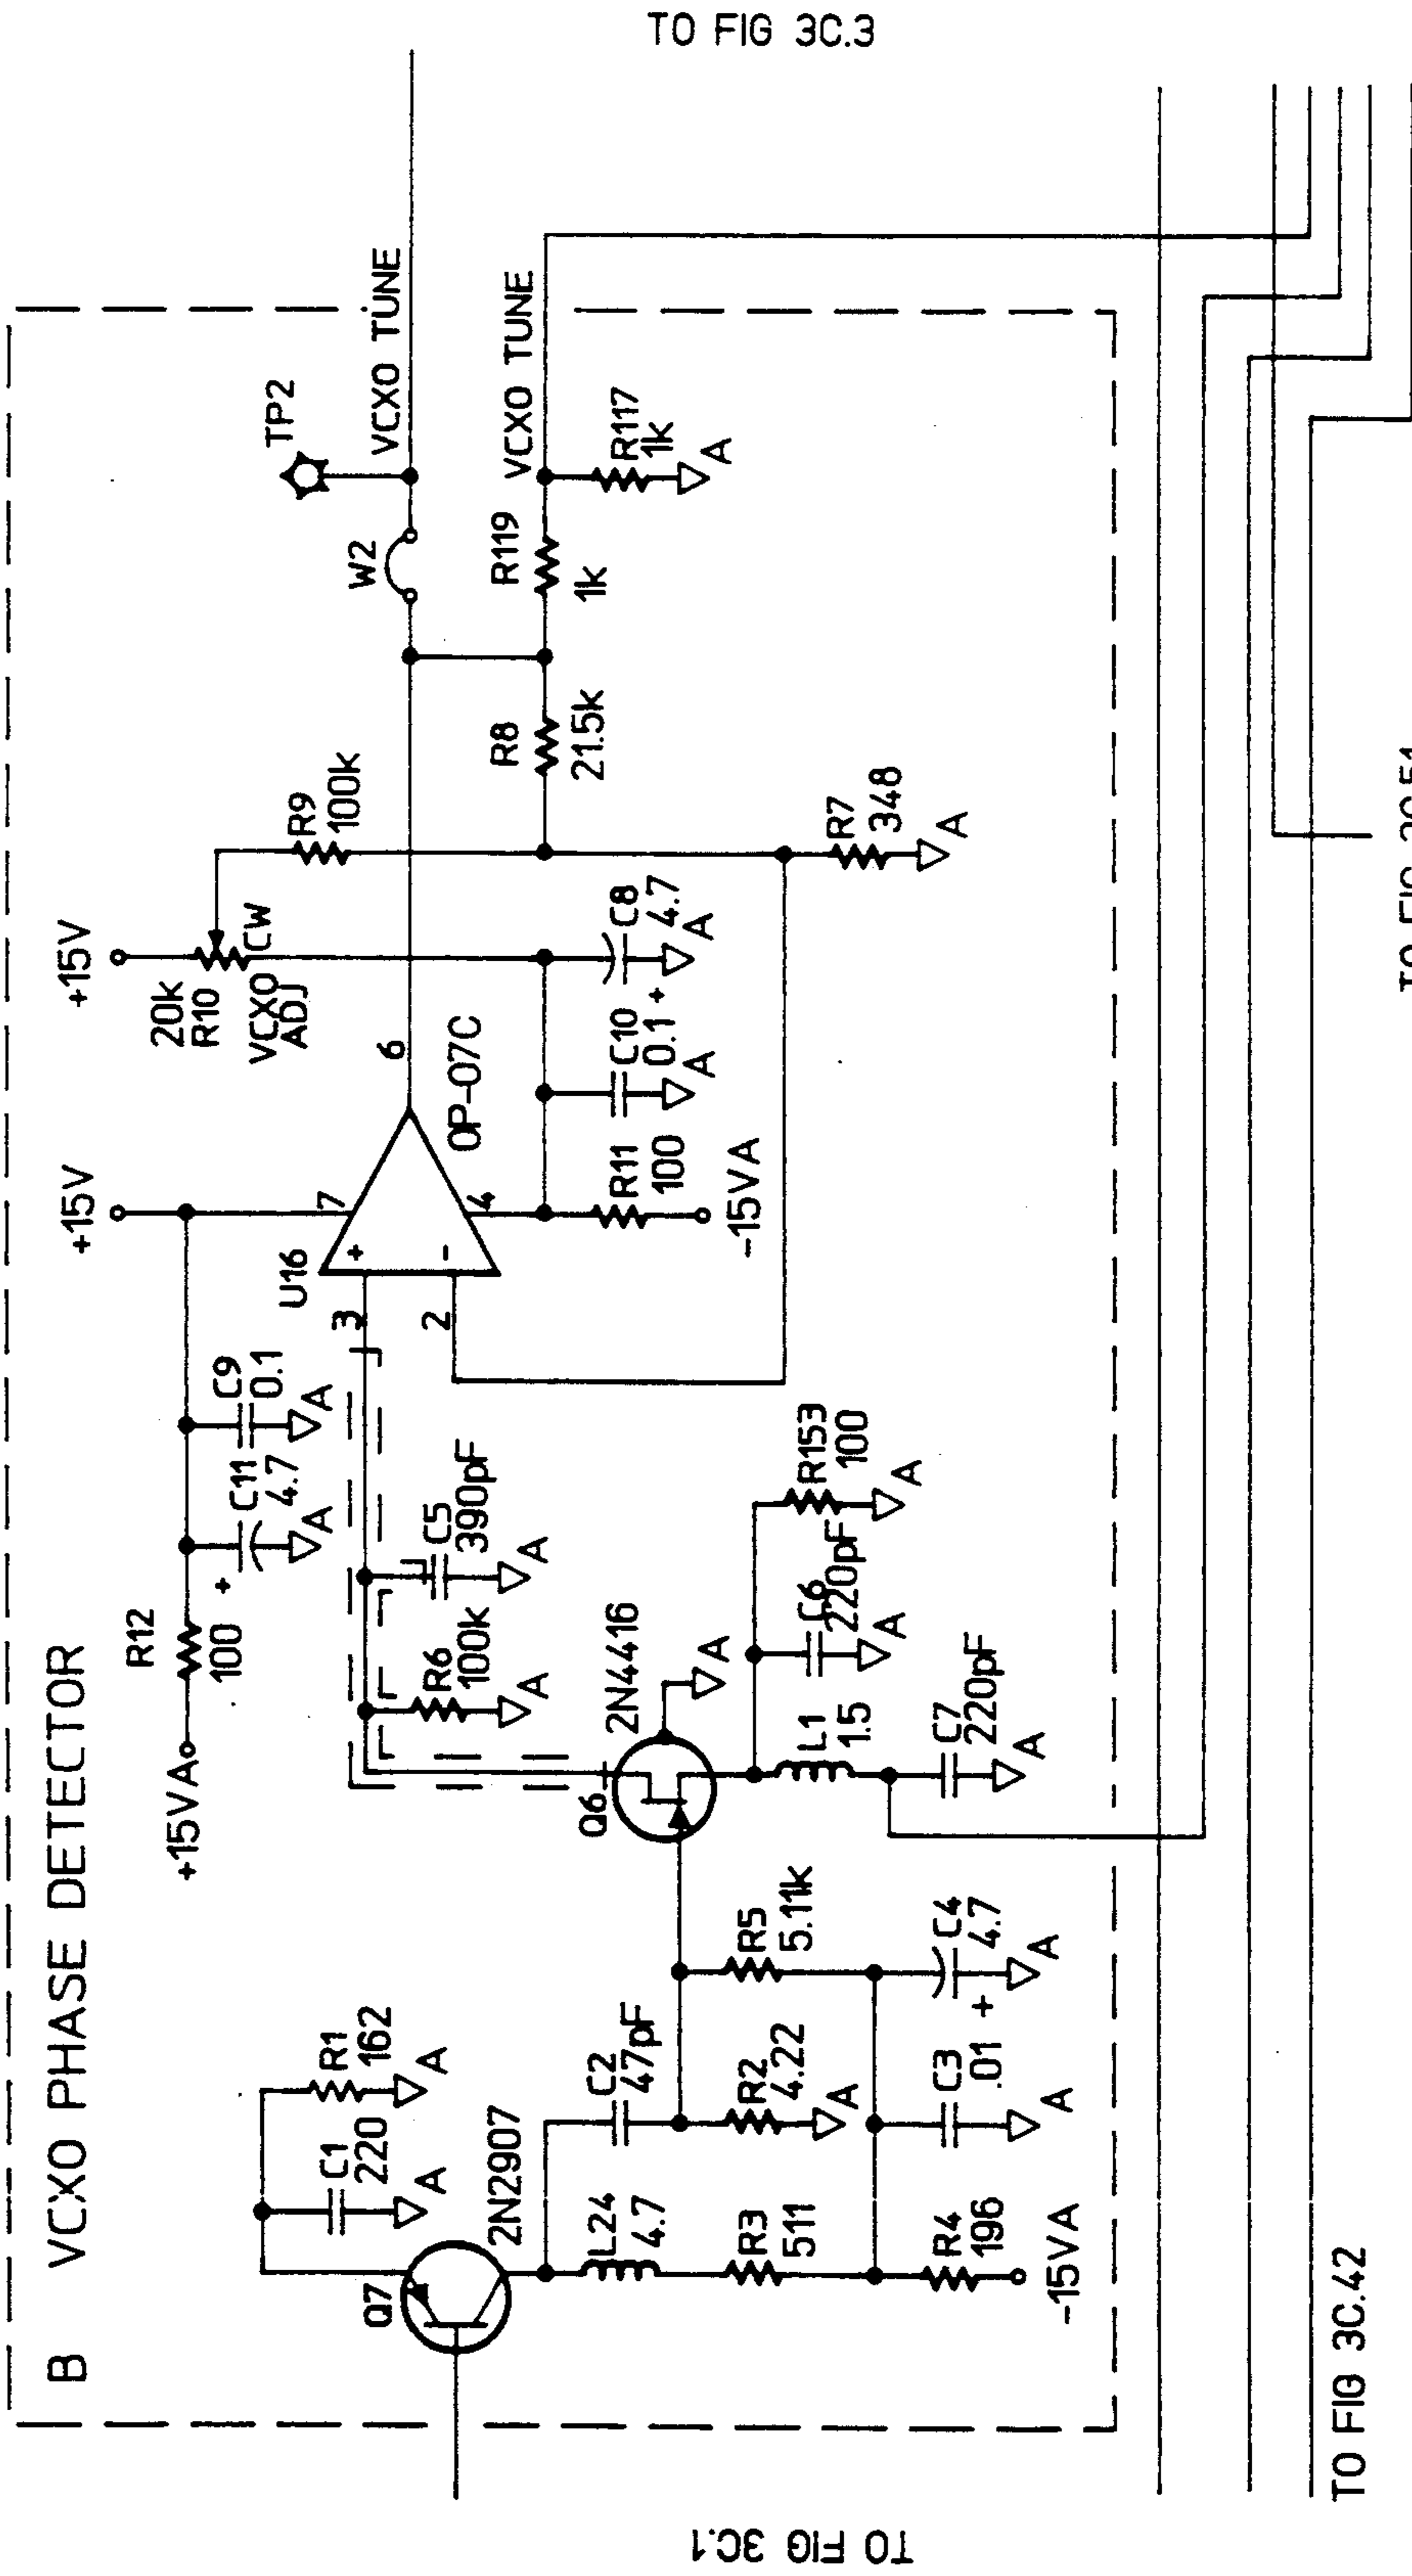 TO FIG 3C.3
B VCXO PHASE DETECTOR
+15V
+15V
+15VA
R12
100
+
C11
4.7
A
C9
0.1
A
20k
R10
VCXO
ADJ
CW
R9
100k
TP2
W2
VCXO TUNE
U16
3
2
7
4
6
+
-
OP-07C
R8
21.5k
R119
1k
VCXO TUNE
R117
1k
A
R6
100k
A
C5
390pF
A
R11
100
-15VA
C10
0.1
A
+
C8
4.7
A
R7
348
A
C1
220
A
R1
162
A
Q7
2N2907
C2
47pF
L24
4.7
R3
511
R2
4.22
A
R5
5.11k
R4
196
-15VA
C3
.01
A
+
C4
4.7
A
Q6
2N4416
A
L1
1.5
C6
220pF
A
R153
100
A
C7
220pF
A
TO FIG 3C.1
TO FIG 3C.42